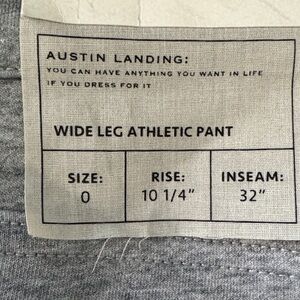 AUSTIN LANDING:
YOU CAN HAVE ANYTHING YOU WANT IN LIFE
IF YOU DRESS FOR IT
WIDE LEG ATHLETIC PANT
SIZE: RISE: INSEAM:
0 10 1/4" 32"